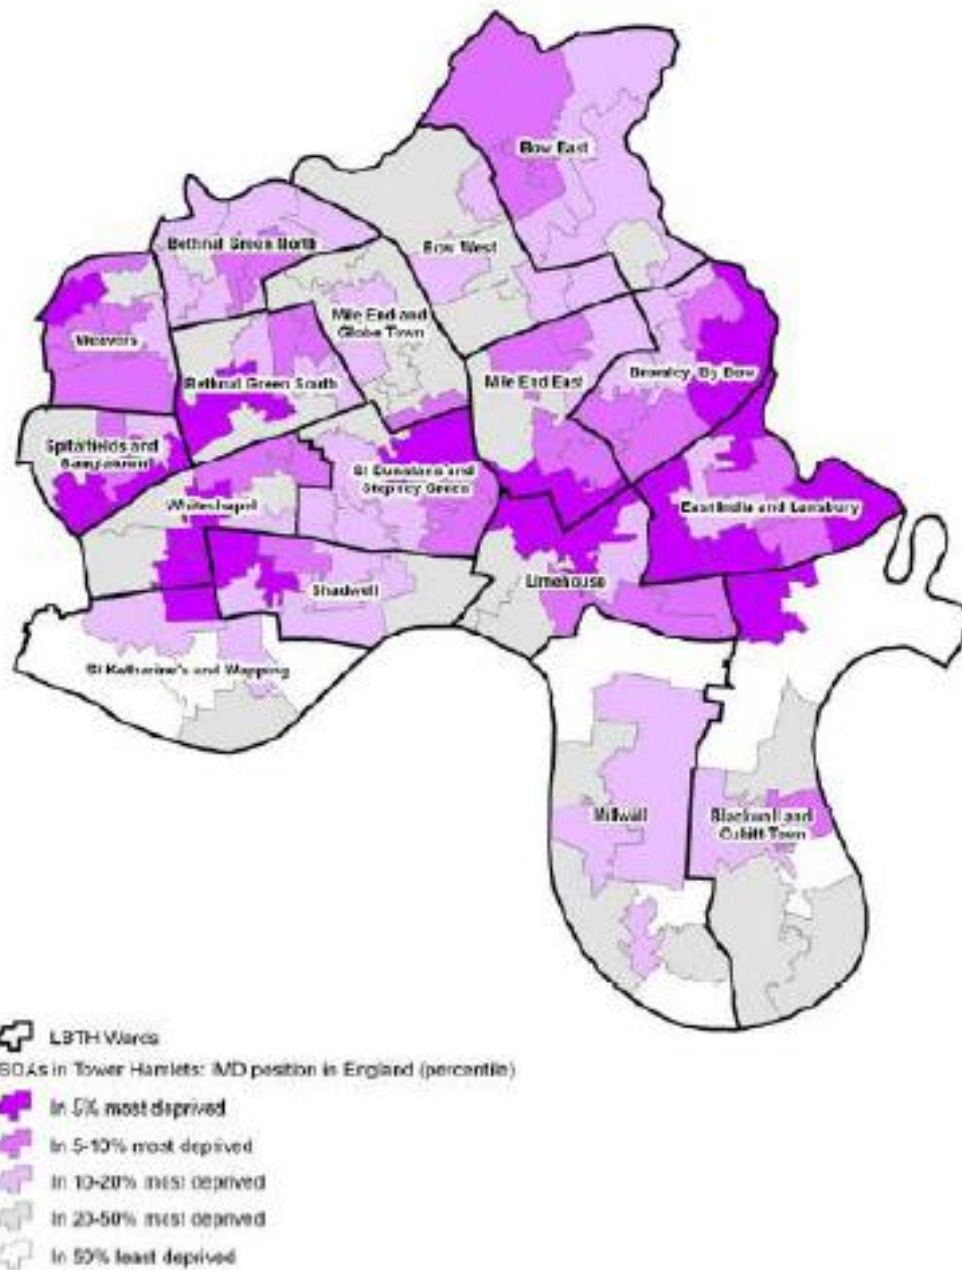 Bow East
Bethnal Green North
Bow West
Weavers
Mile End and
Globe Town
Bethnal Green South
Mile End East
Bromley By Bow
Spitalfields and
Banglatown
St Dunstans and
Stepney Green
Whitechapel
East India and Lansbury
Shadwell
Limehouse
St Katharine's and Wapping
Millwall
Blackwall and
Cubitt Town
LBTH Wards
SOAs in Tower Hamlets: IMD position in England (percentile)
In 5% most deprived
In 5-10% most deprived
In 10-20% most deprived
In 20-50% most deprived
In 50% least deprived